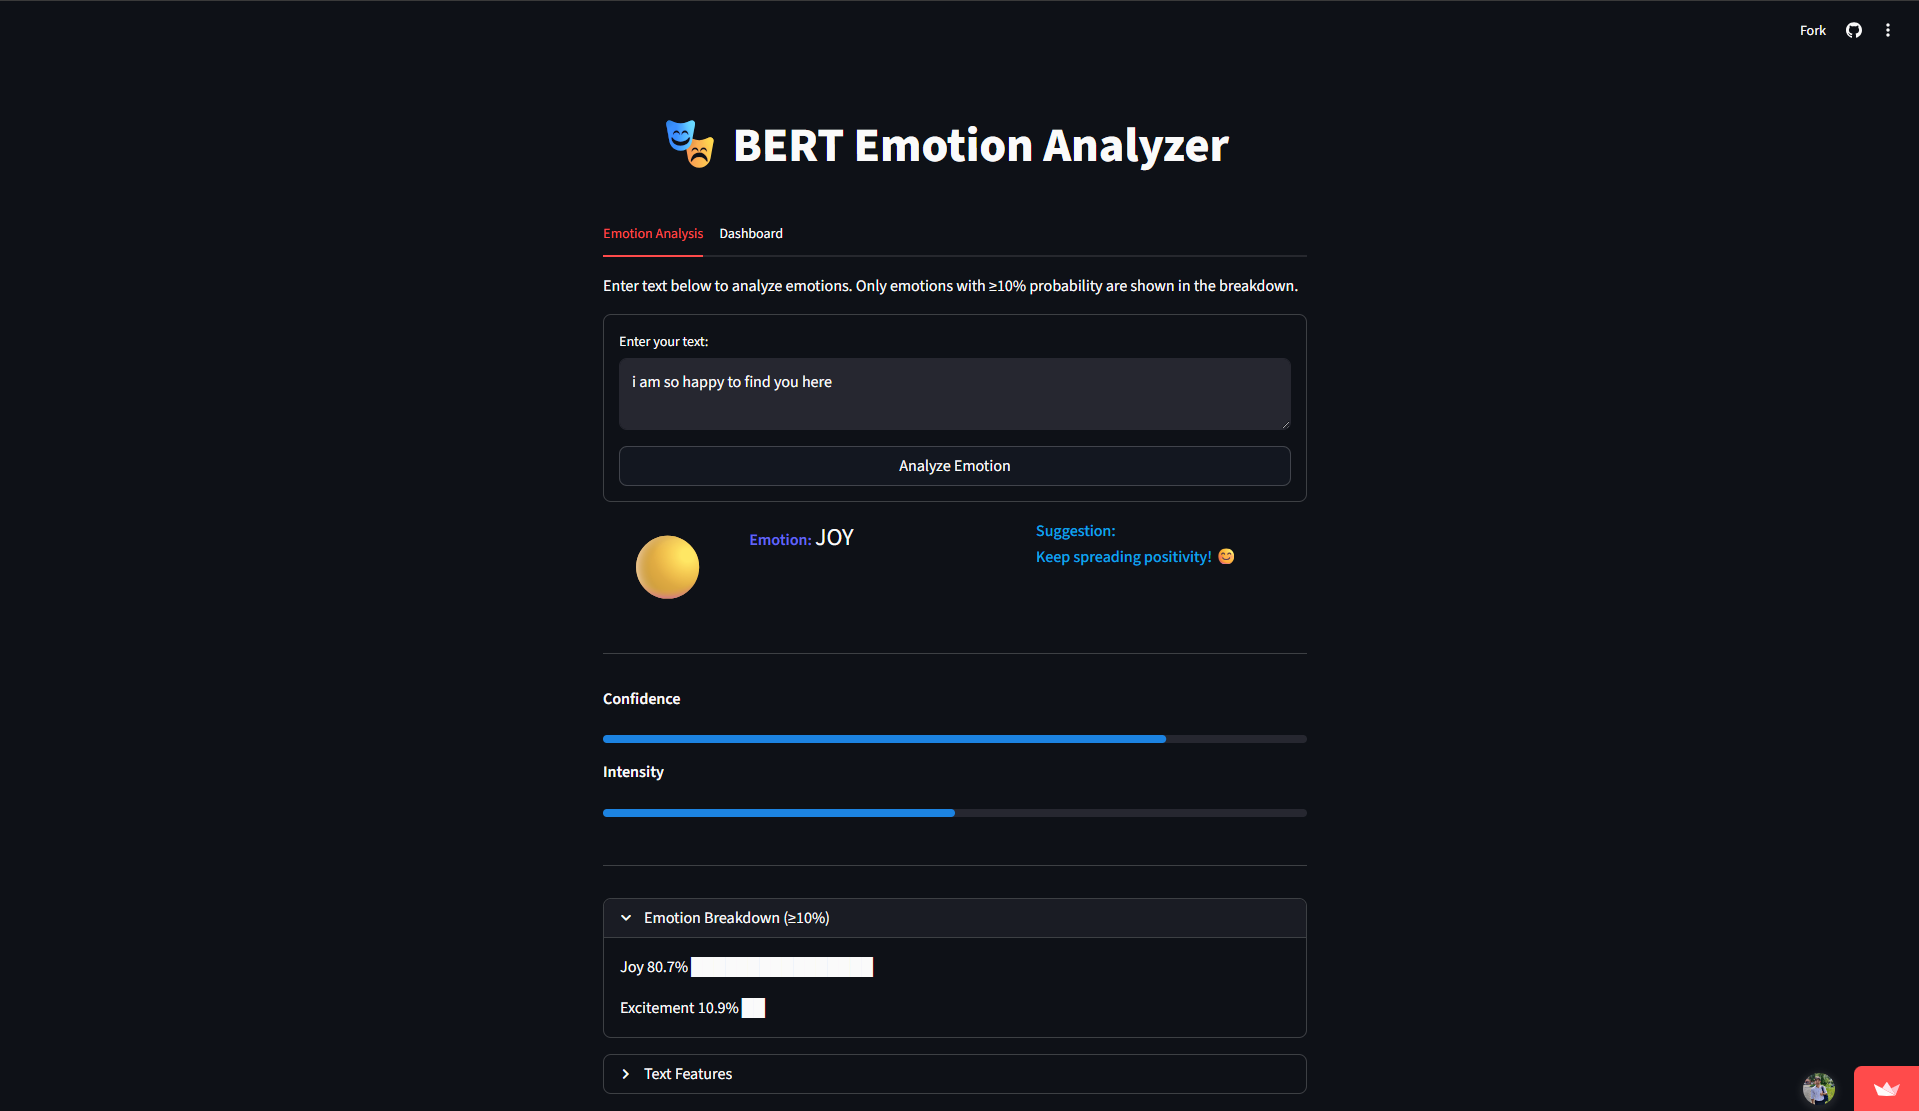 Fork
BERT Emotion Analyzer
Emotion Analysis Dashboard
Enter text below to analyze emotions. Only emotions with ≥10% probability are shown in the breakdown.
Enter your text:
i am so happy to find you here
Analyze Emotion
Emotion: JOY
Suggestion:
Keep spreading positivity! 😊
Confidence
Intensity
Emotion Breakdown (≥10%)
Joy 80.7%
Excitement 10.9%
Text Features